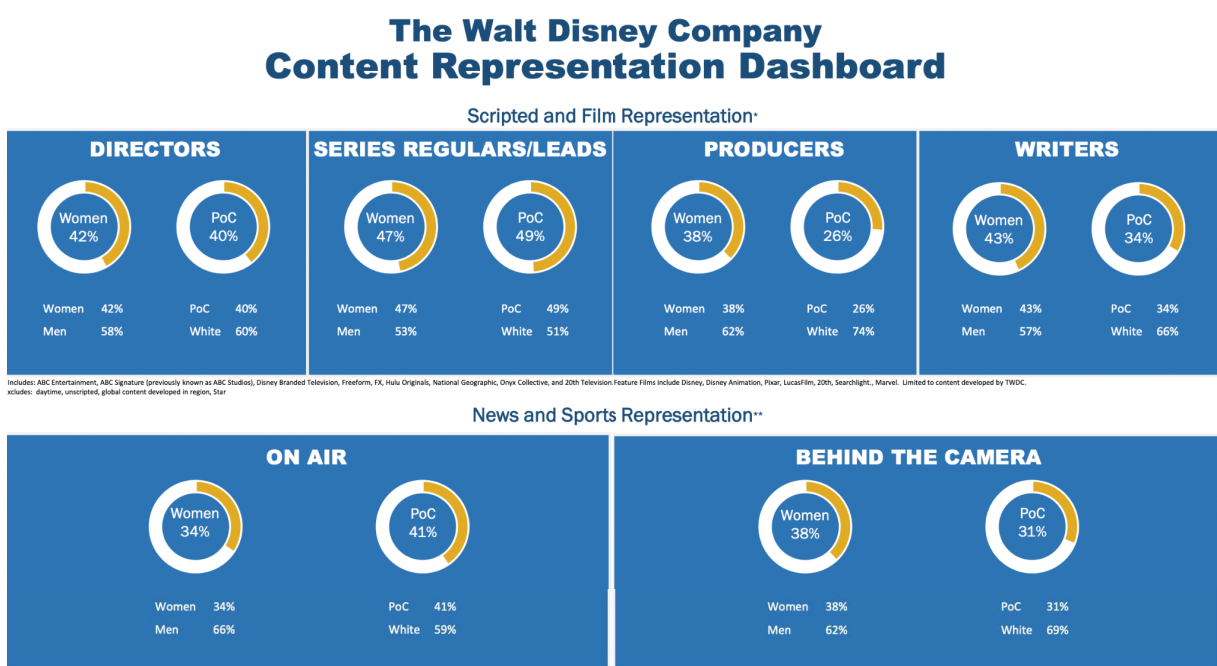 The Walt Disney Company
Content Representation Dashboard
Scripted and Film Representation*
DIRECTORS
Women
42%
PoC
40%
Women 42%
Men 58%
PoC 40%
White 60%
SERIES REGULARS/LEADS
Women
47%
PoC
49%
Women 47%
Men 53%
PoC 49%
White 51%
PRODUCERS
Women
38%
PoC
26%
Women 38%
Men 62%
PoC 26%
White 74%
WRITERS
Women
43%
PoC
34%
Women 43%
Men 57%
PoC 34%
White 66%
Includes: ABC Entertainment, ABC Signature (previously known as ABC Studios), Disney Branded Television, Freeform, FX, Hulu Originals, National Geographic, Onyx Collective, and 20th Television.Feature Films include Disney, Disney Animation, Pixar, LucasFilm, 20th, Searchlight., Marvel. Limited to content developed by TWDC.
xcludes: daytime, unscripted, global content developed in region, Star
News and Sports Representation**
ON AIR
Women
34%
PoC
41%
Women 34%
Men 66%
PoC 41%
White 59%
BEHIND THE CAMERA
Women
38%
PoC
31%
Women 38%
Men 62%
PoC 31%
White 69%